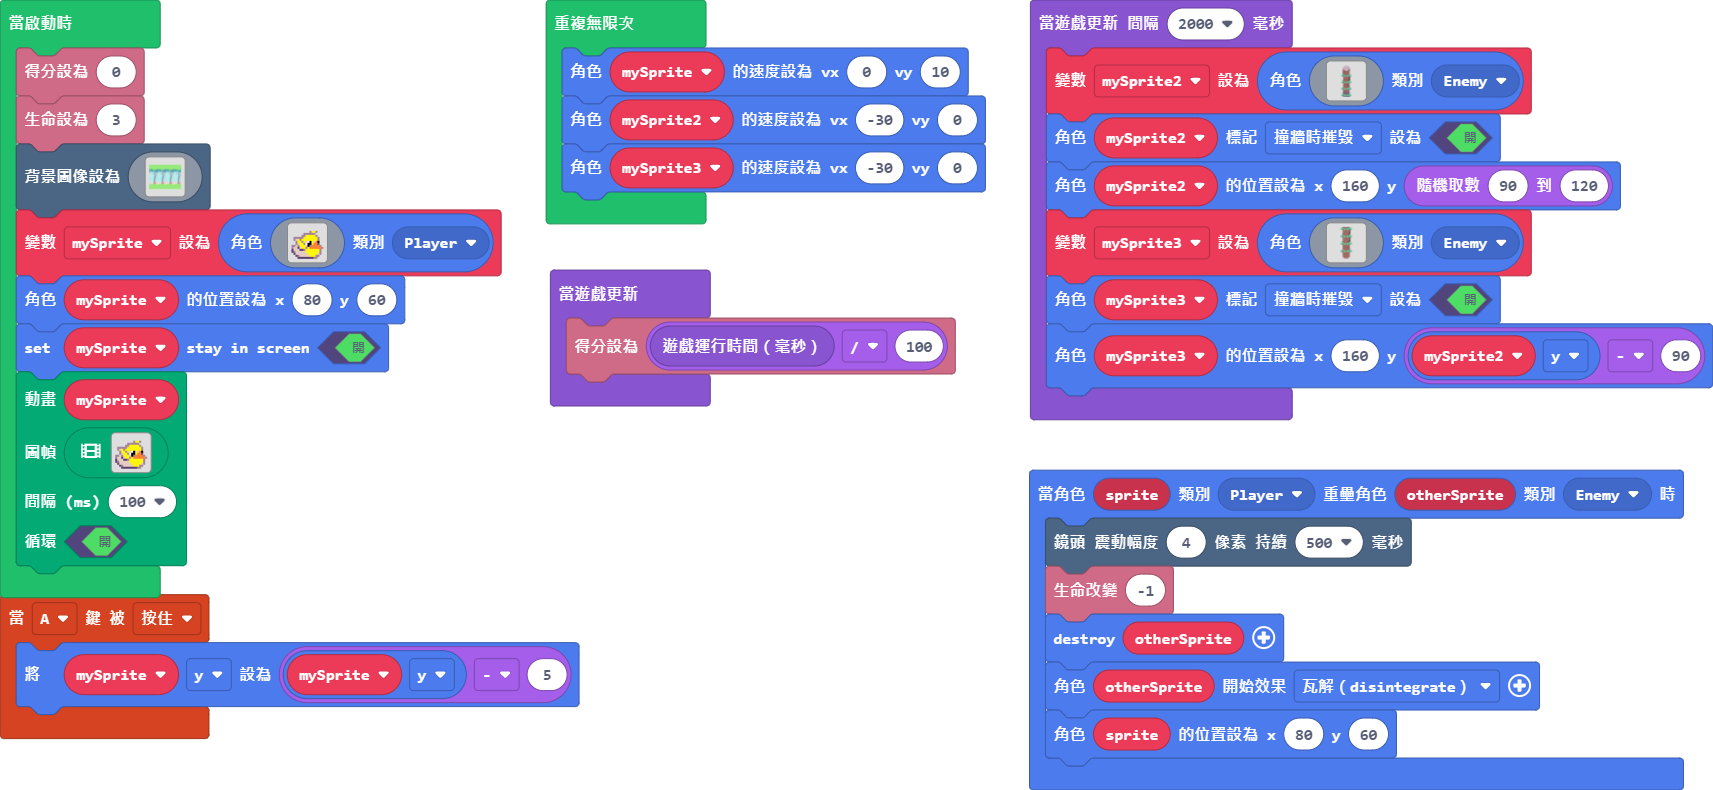 當啟動時
得分設為 0
生命設為 3
背景圖像設為
變數 mySprite 設為 角色 類別 Player
角色 mySprite 的位置設為 x 80 y 60
set mySprite stay in screen 開
動畫 mySprite
圖幀
間隔 (ms) 100
循環 開
當 A 鍵 被 按住
將 mySprite y 設為 mySprite y - 5
重複無限次
角色 mySprite 的速度設為 vx 0 vy 10
角色 mySprite2 的速度設為 vx -30 vy 0
角色 mySprite3 的速度設為 vx -30 vy 0
當遊戲更新
得分設為 遊戲運行時間（毫秒） / 100
當遊戲更新 間隔 2000 毫秒
變數 mySprite2 設為 角色 類別 Enemy
角色 mySprite2 標記 撞牆時摧毀 設為 開
角色 mySprite2 的位置設為 x 160 y 隨機取數 90 到 120
變數 mySprite3 設為 角色 類別 Enemy
角色 mySprite3 標記 撞牆時摧毀 設為 開
角色 mySprite3 的位置設為 x 160 y mySprite2 y - 90
當角色 sprite 類別 Player 重疊角色 otherSprite 類別 Enemy 時
鏡頭 震動幅度 4 像素 持續 500 毫秒
生命改變 -1
destroy otherSprite
角色 otherSprite 開始效果 瓦解（disintegrate）
角色 sprite 的位置設為 x 80 y 60